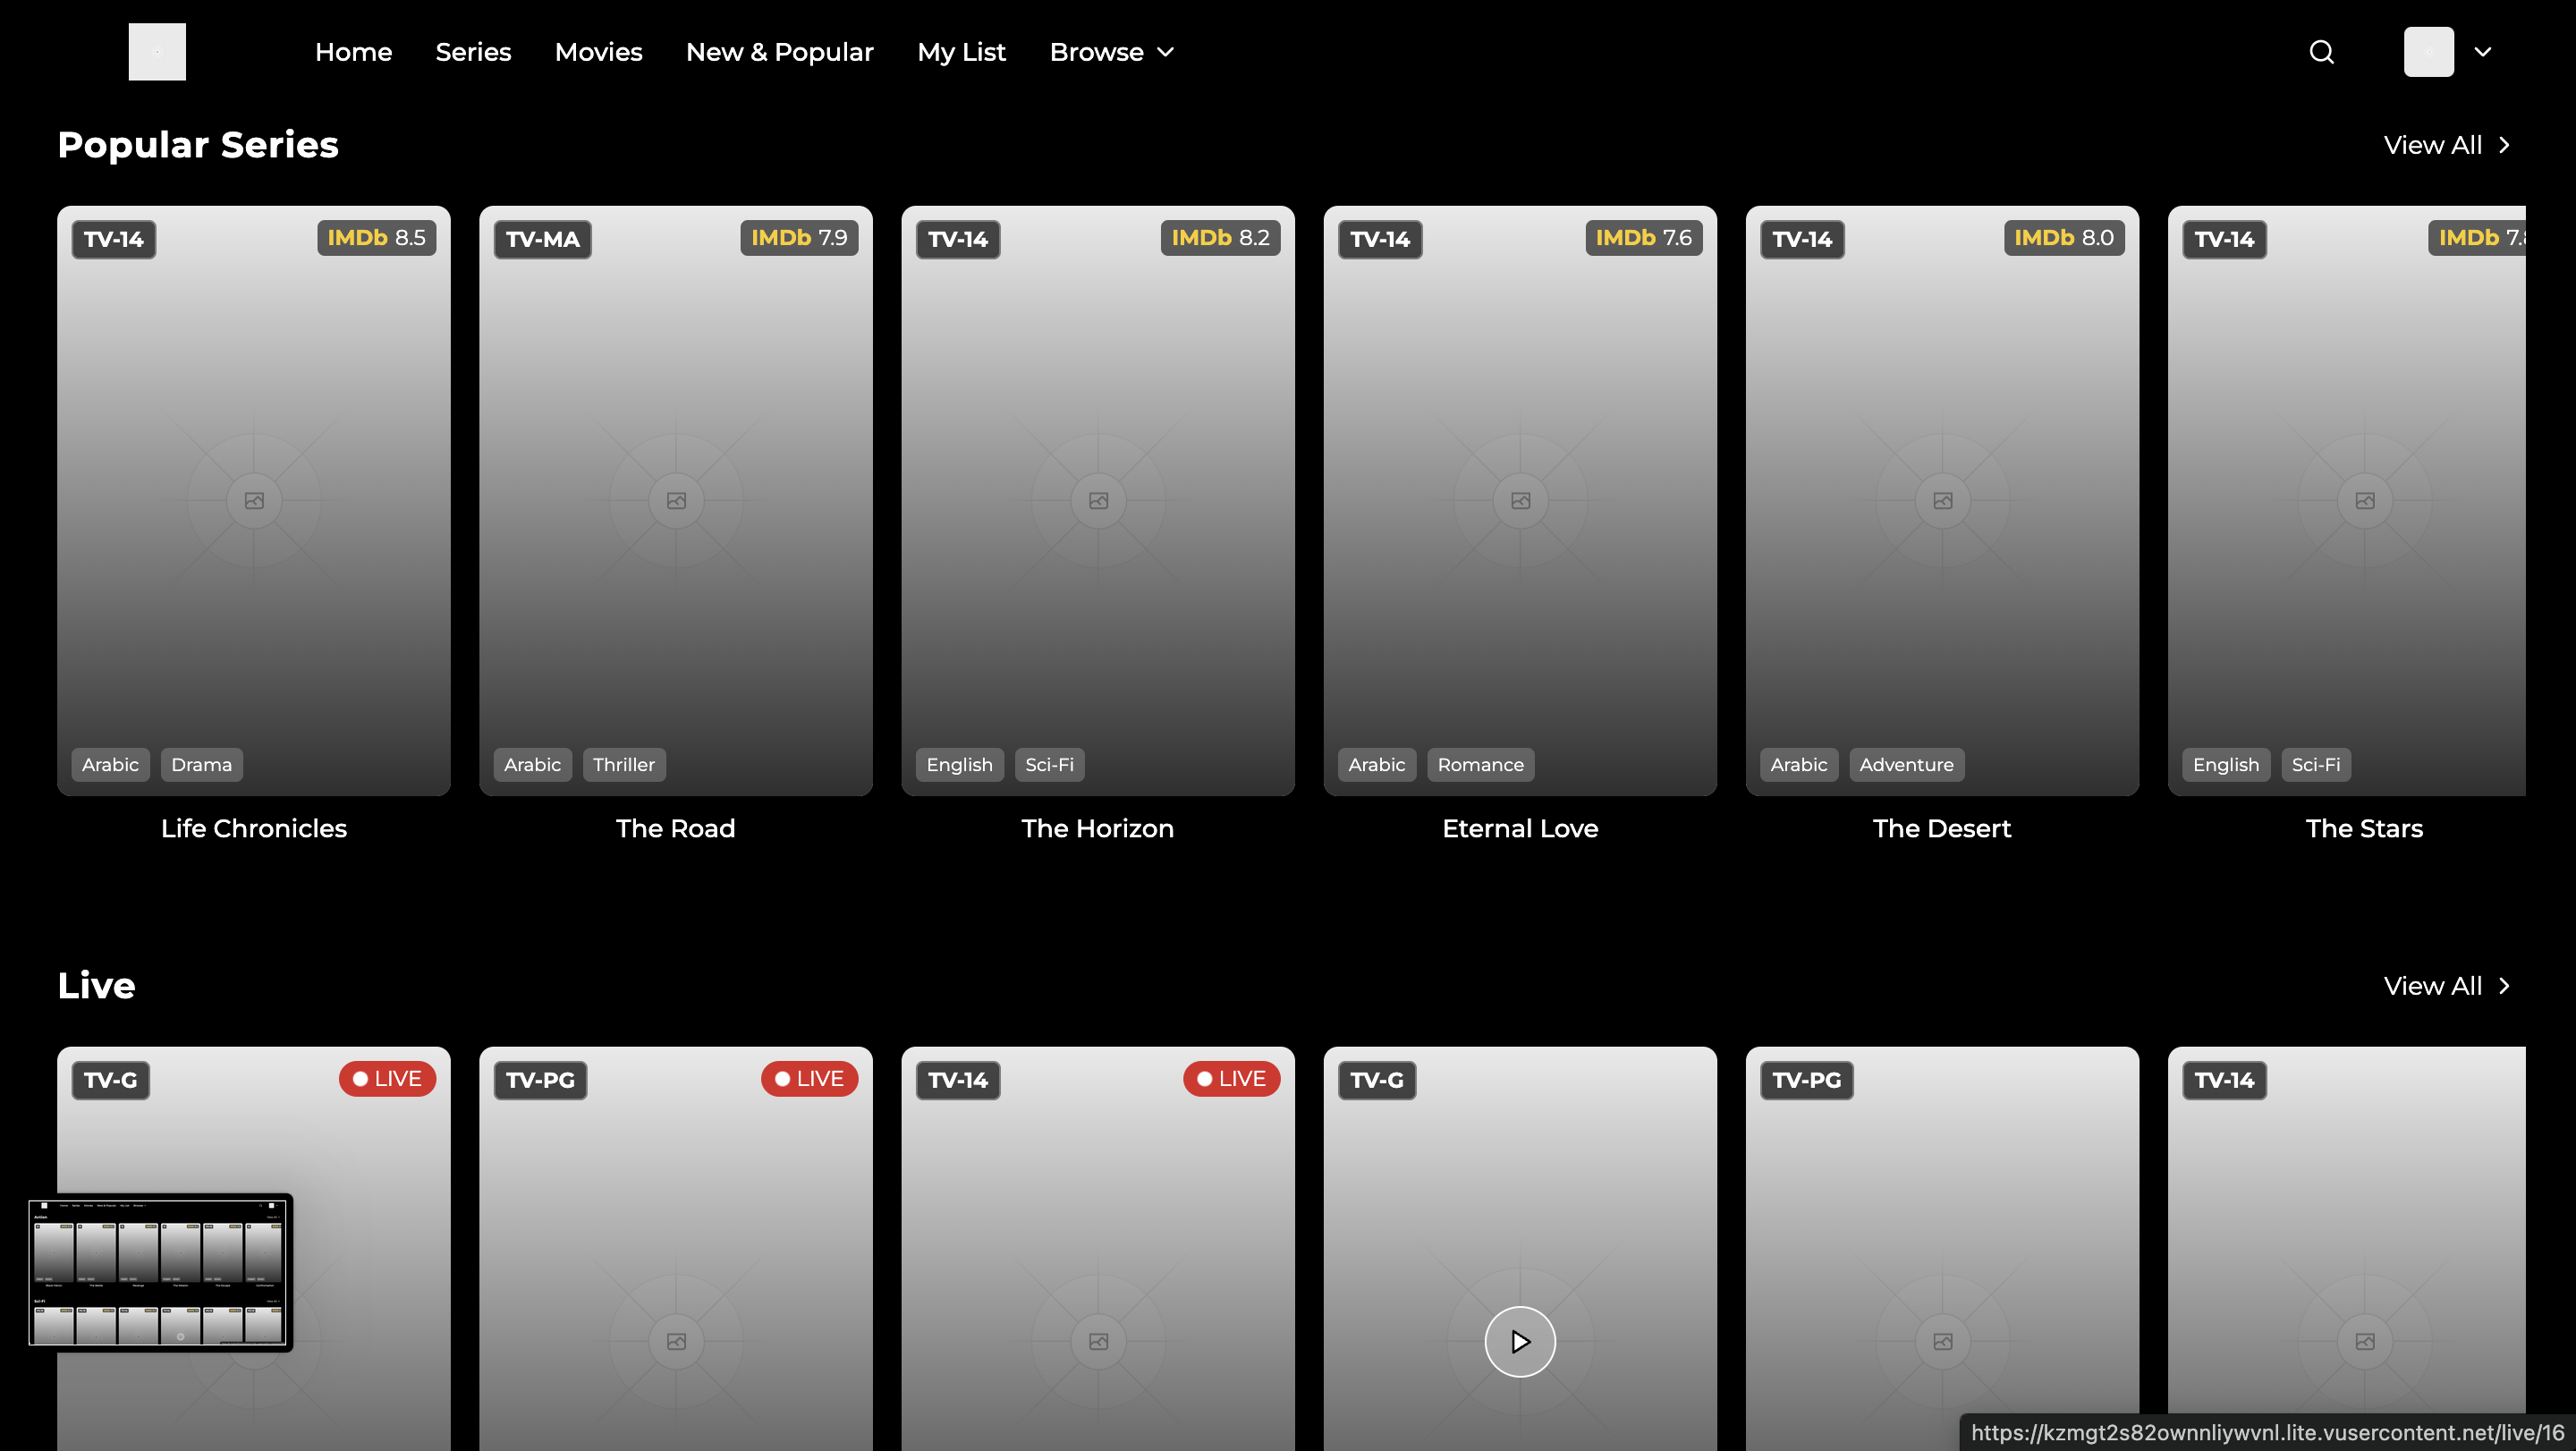 Home Series Movies New & Popular My List Browse
Popular Series View All
TV-14 IMDb 8.5 TV-MA IMDb 7.9 TV-14 IMDb 8.2 TV-14 IMDb 7.6 TV-14 IMDb 8.0 TV-14 IMDb
Arabic Drama Arabic Thriller English Sci-Fi Arabic Romance Arabic Adventure English Sci-Fi
Life Chronicles The Road The Horizon Eternal Love The Desert The Stars
Live View All
TV-G LIVE TV-PG LIVE TV-14 LIVE TV-G TV-PG TV-14
https://kzmgt2s82ownnliywvnl.lite.vusercontent.net/live/16